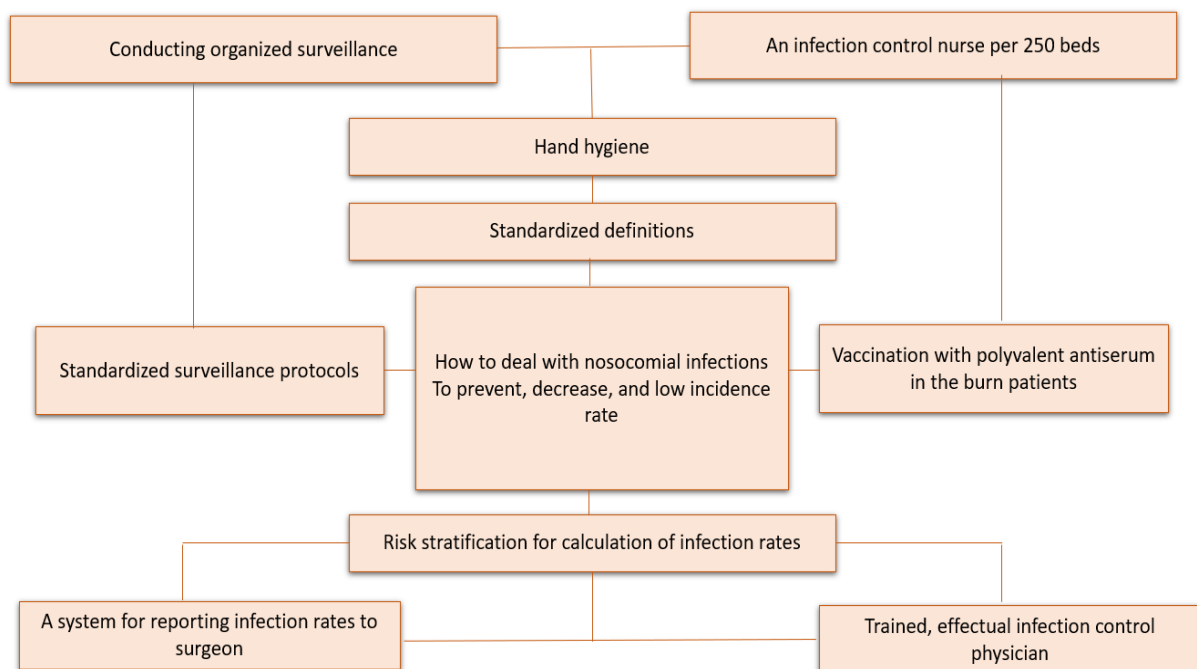 Conducting organized surveillance
An infection control nurse per 250 beds
Hand hygiene
Standardized definitions
Standardized surveillance protocols
How to deal with nosocomial infections
To prevent, decrease, and low incidence
rate
Vaccination with polyvalent antiserum
in the burn patients
Risk stratification for calculation of infection rates
A system for reporting infection rates to
surgeon
Trained, effectual infection control
physician